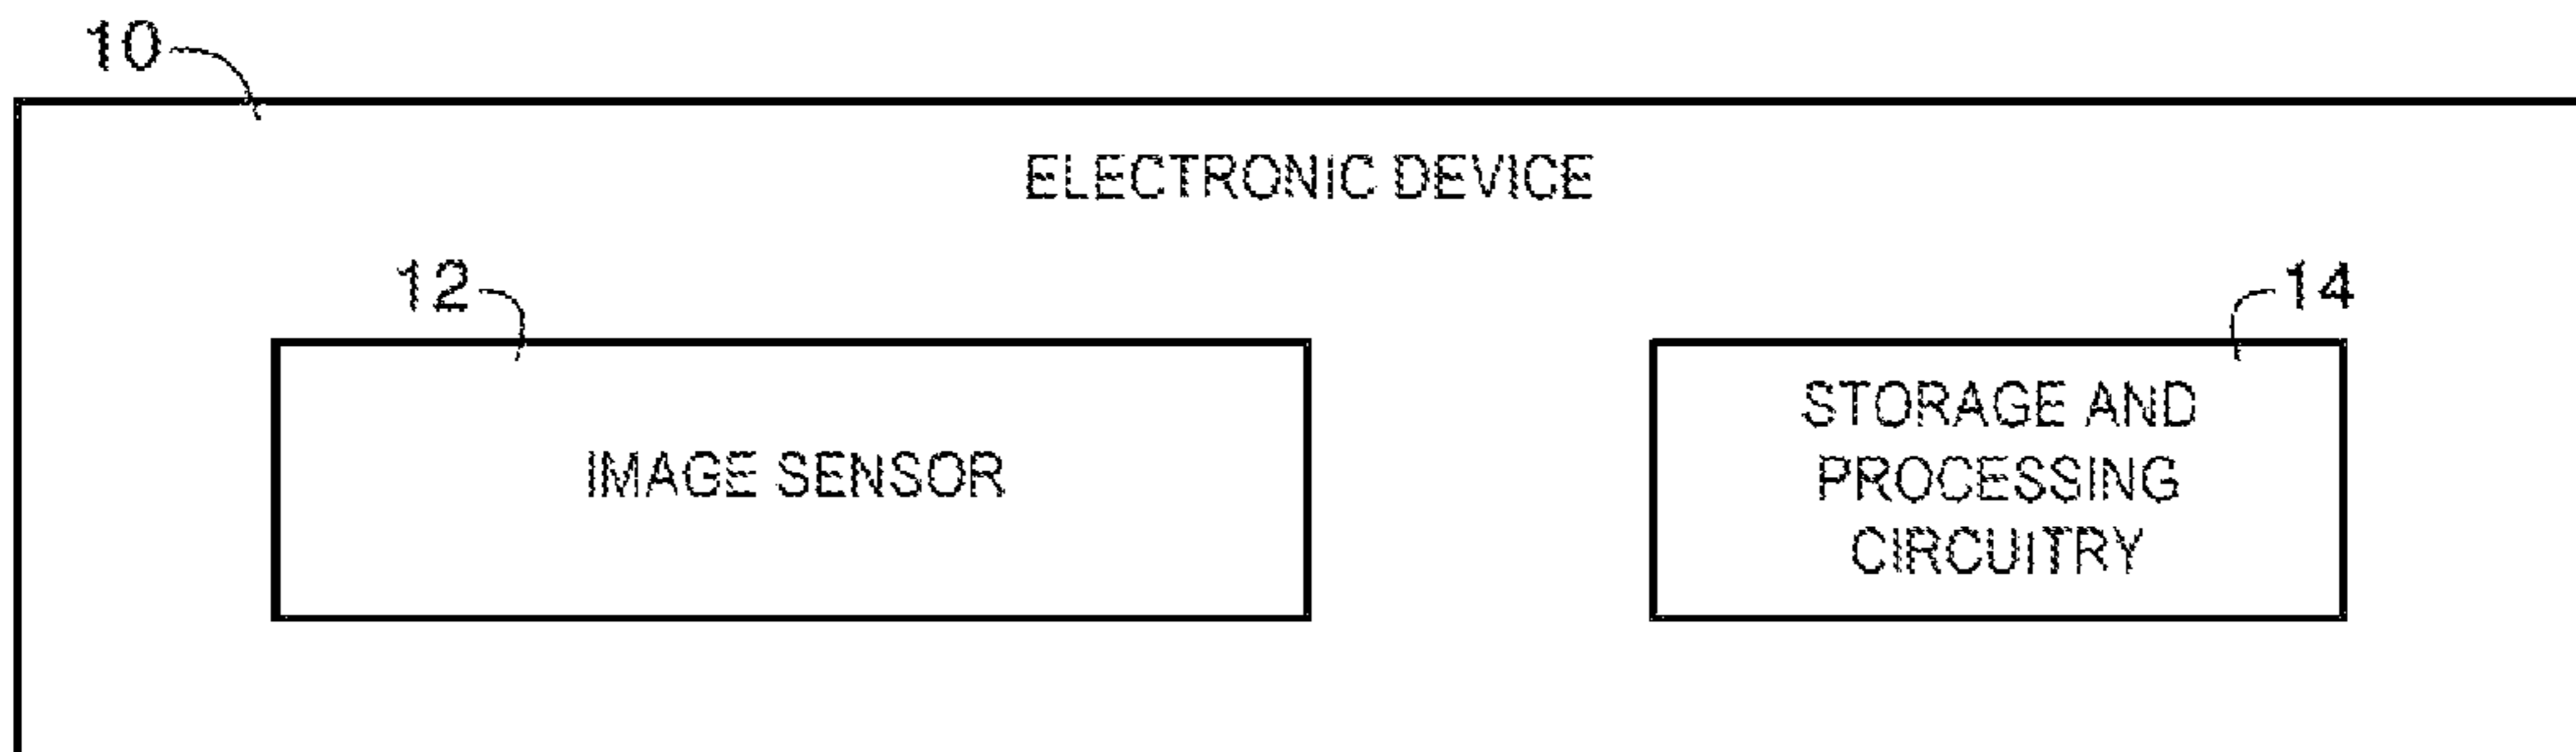 10
ELECTRONIC DEVICE
12
14
IMAGE SENSOR
STORAGE AND
PROCESSING
CIRCUITRY